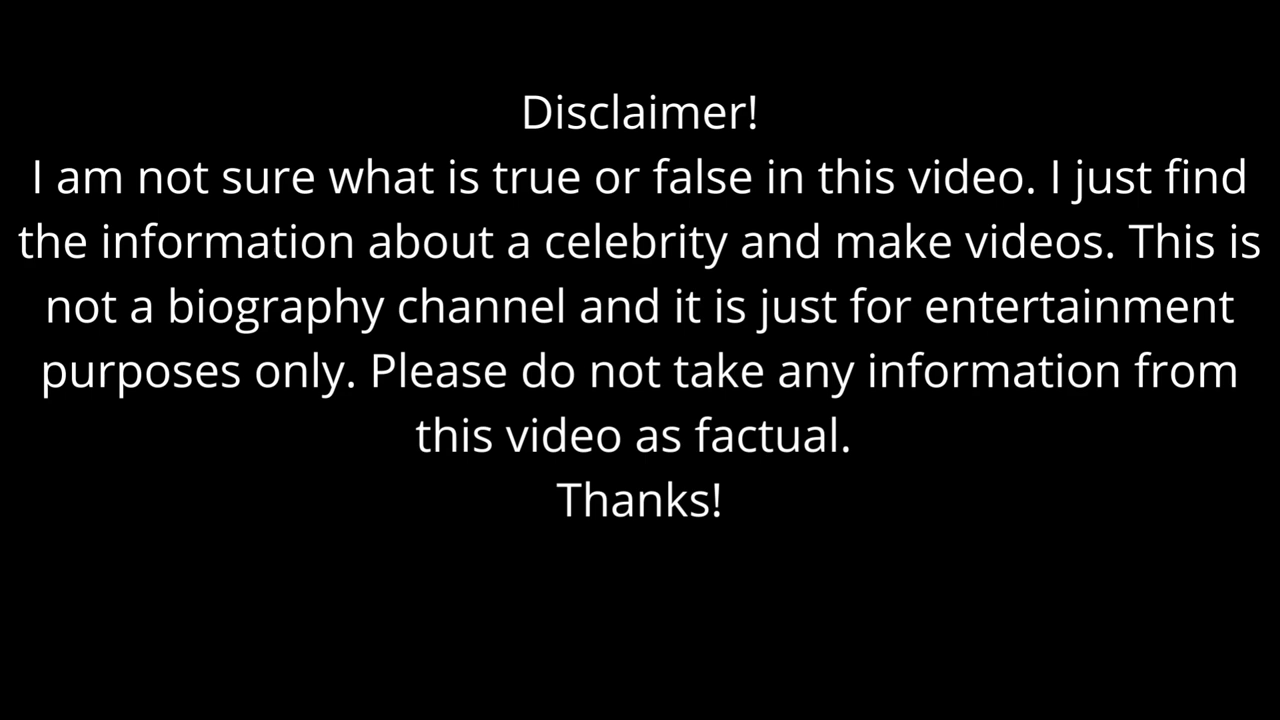 Disclaimer!
I am not sure what is true or false in this video. I just find
the information about a celebrity and make videos. This is
not a biography channel and it is just for entertainment
purposes only. Please do not take any information from
this video as factual.
Thanks!